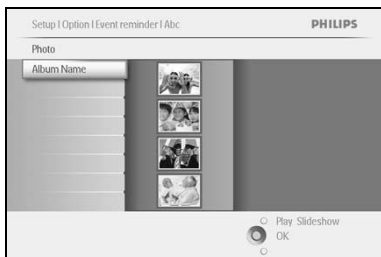 Setup I Option I Event reminder I Abc
PHILIPS
Photo
Album Name
Play Slideshow
OK